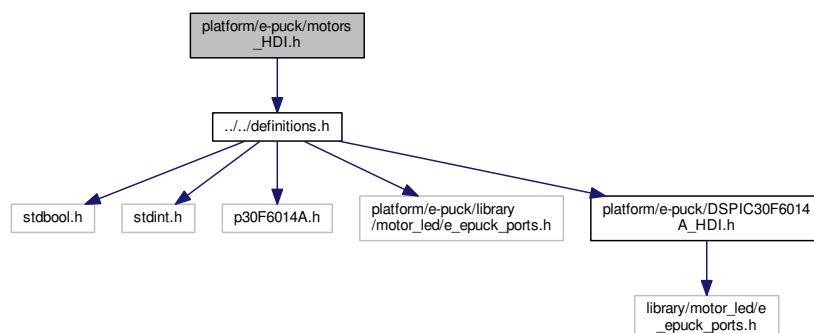 platform/e-puck/motors
_HDI.h
../../definitions.h
stdbool.h
stdint.h
p30F6014A.h
platform/e-puck/library
/motor_led/e_epuck_ports.h
platform/e-puck/DSPIC30F6014
A_HDI.h
library/motor_led/e
_epuck_ports.h